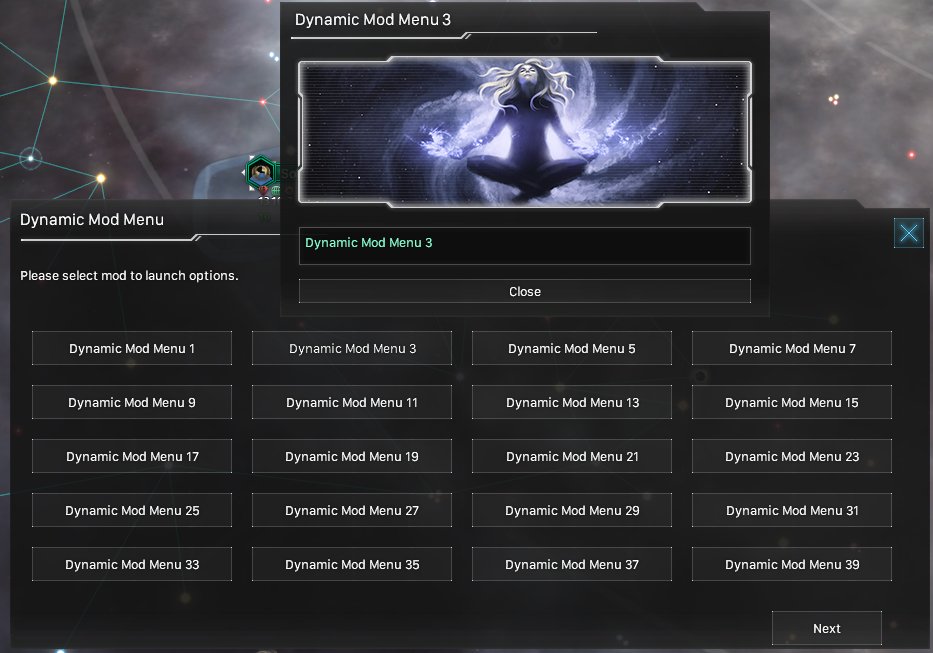 Dynamic Mod Menu 3
Dynamic Mod Menu 3
Close
Dynamic Mod Menu
Please select mod to launch options.
Dynamic Mod Menu 1
Dynamic Mod Menu 3
Dynamic Mod Menu 5
Dynamic Mod Menu 7
Dynamic Mod Menu 9
Dynamic Mod Menu 11
Dynamic Mod Menu 13
Dynamic Mod Menu 15
Dynamic Mod Menu 17
Dynamic Mod Menu 19
Dynamic Mod Menu 21
Dynamic Mod Menu 23
Dynamic Mod Menu 25
Dynamic Mod Menu 27
Dynamic Mod Menu 29
Dynamic Mod Menu 31
Dynamic Mod Menu 33
Dynamic Mod Menu 35
Dynamic Mod Menu 37
Dynamic Mod Menu 39
Next